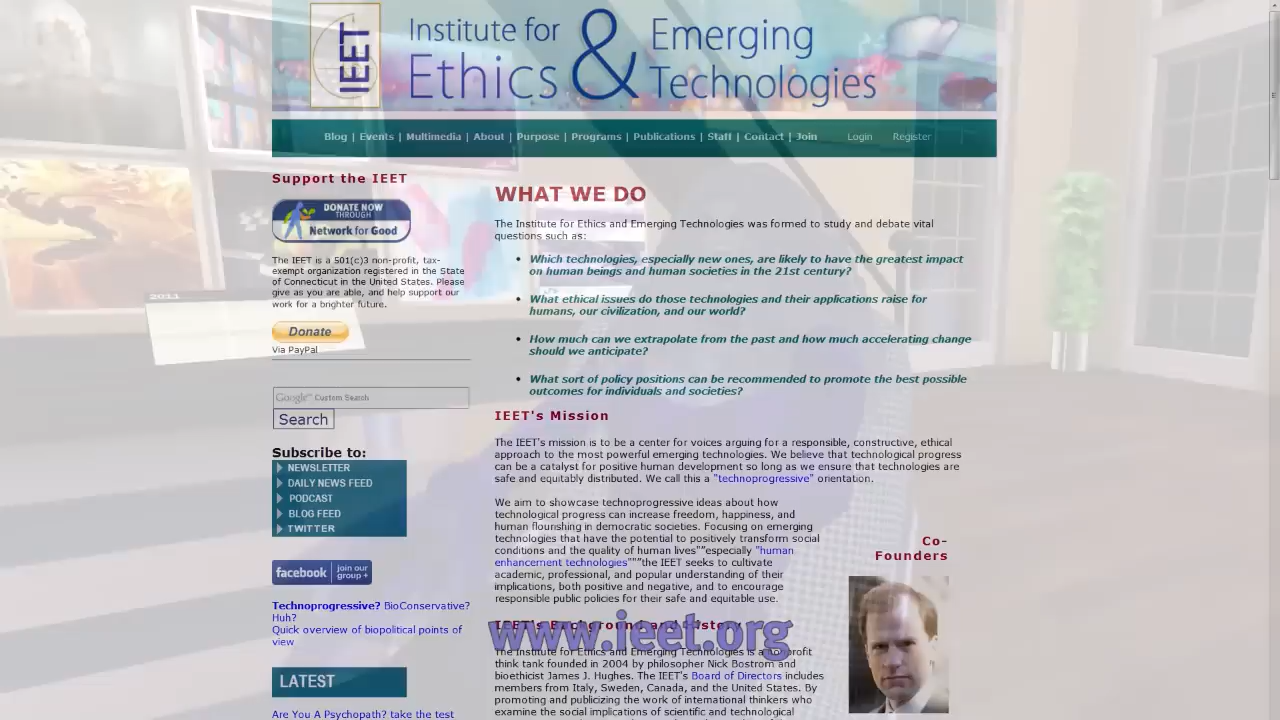 IEET
Institute for
Ethics & Emerging
Technologies
Blog | Events | Multimedia | About | Purpose | Programs | Publications | Staff | Contact | Join Login Register
Support the IEET
DONATE NOW
THROUGH
Network for Good
The IEET is a 501(c)3 non-profit, tax-
exempt organization registered in the State
of Connecticut in the United States. Please
give as you are able, and help support our
work for a brighter future.
Donate
Via PayPal
Google™ Custom Search
Search
Subscribe to:
NEWSLETTER
DAILY NEWS FEED
PODCAST
BLOG FEED
TWITTER
facebook join our
group +
Technoprogressive? BioConservative?
Huh?
Quick overview of biopolitical points of
view
LATEST
Are You A Psychopath? take the test
2011
WHAT WE DO
The Institute for Ethics and Emerging Technologies was formed to study and debate vital
questions such as:
• Which technologies, especially new ones, are likely to have the greatest impact
on human beings and human societies in the 21st century?
• What ethical issues do those technologies and their applications raise for
humans, our civilization, and our world?
• How much can we extrapolate from the past and how much accelerating change
should we anticipate?
• What sort of policy positions can be recommended to promote the best possible
outcomes for individuals and societies?
IEET's Mission
The IEET's mission is to be a center for voices arguing for a responsible, constructive, ethical
approach to the most powerful emerging technologies. We believe that technological progress
can be a catalyst for positive human development so long as we ensure that technologies are
safe and equitably distributed. We call this a "technoprogressive" orientation.
We aim to showcase technoprogressive ideas about how
technological progress can increase freedom, happiness, and
human flourishing in democratic societies. Focusing on emerging
technologies that have the potential to positively transform social
conditions and the quality of human lives""especially "human
enhancement technologies"""the IEET seeks to cultivate
academic, professional, and popular understanding of their
implications, both positive and negative, and to encourage
responsible public policies for their safe and equitable use.
IEET's Background and History
www.ieet.org
The Institute for Ethics and Emerging Technologies is a nonprofit
think tank founded in 2004 by philosopher Nick Bostrom and
bioethicist James J. Hughes. The IEET's Board of Directors includes
members from Italy, Sweden, Canada, and the United States. By
promoting and publicizing the work of international thinkers who
examine the social implications of scientific and technological
Co-
Founders